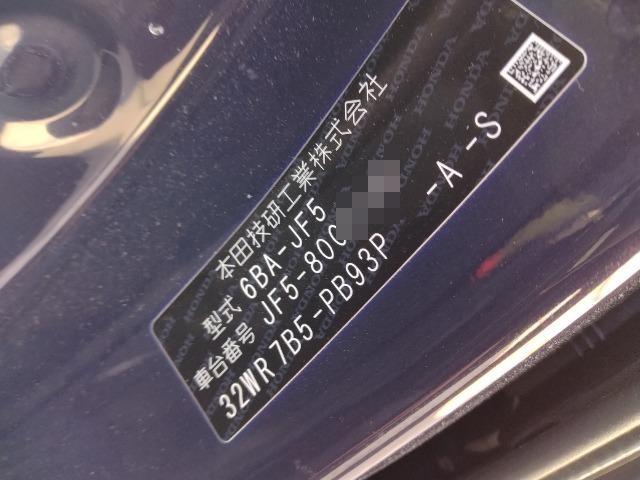 本田技研工業株式会社
型式 6BA-JF5
車台番号 JF5-800
32WR 7B5-PB93P -A-S